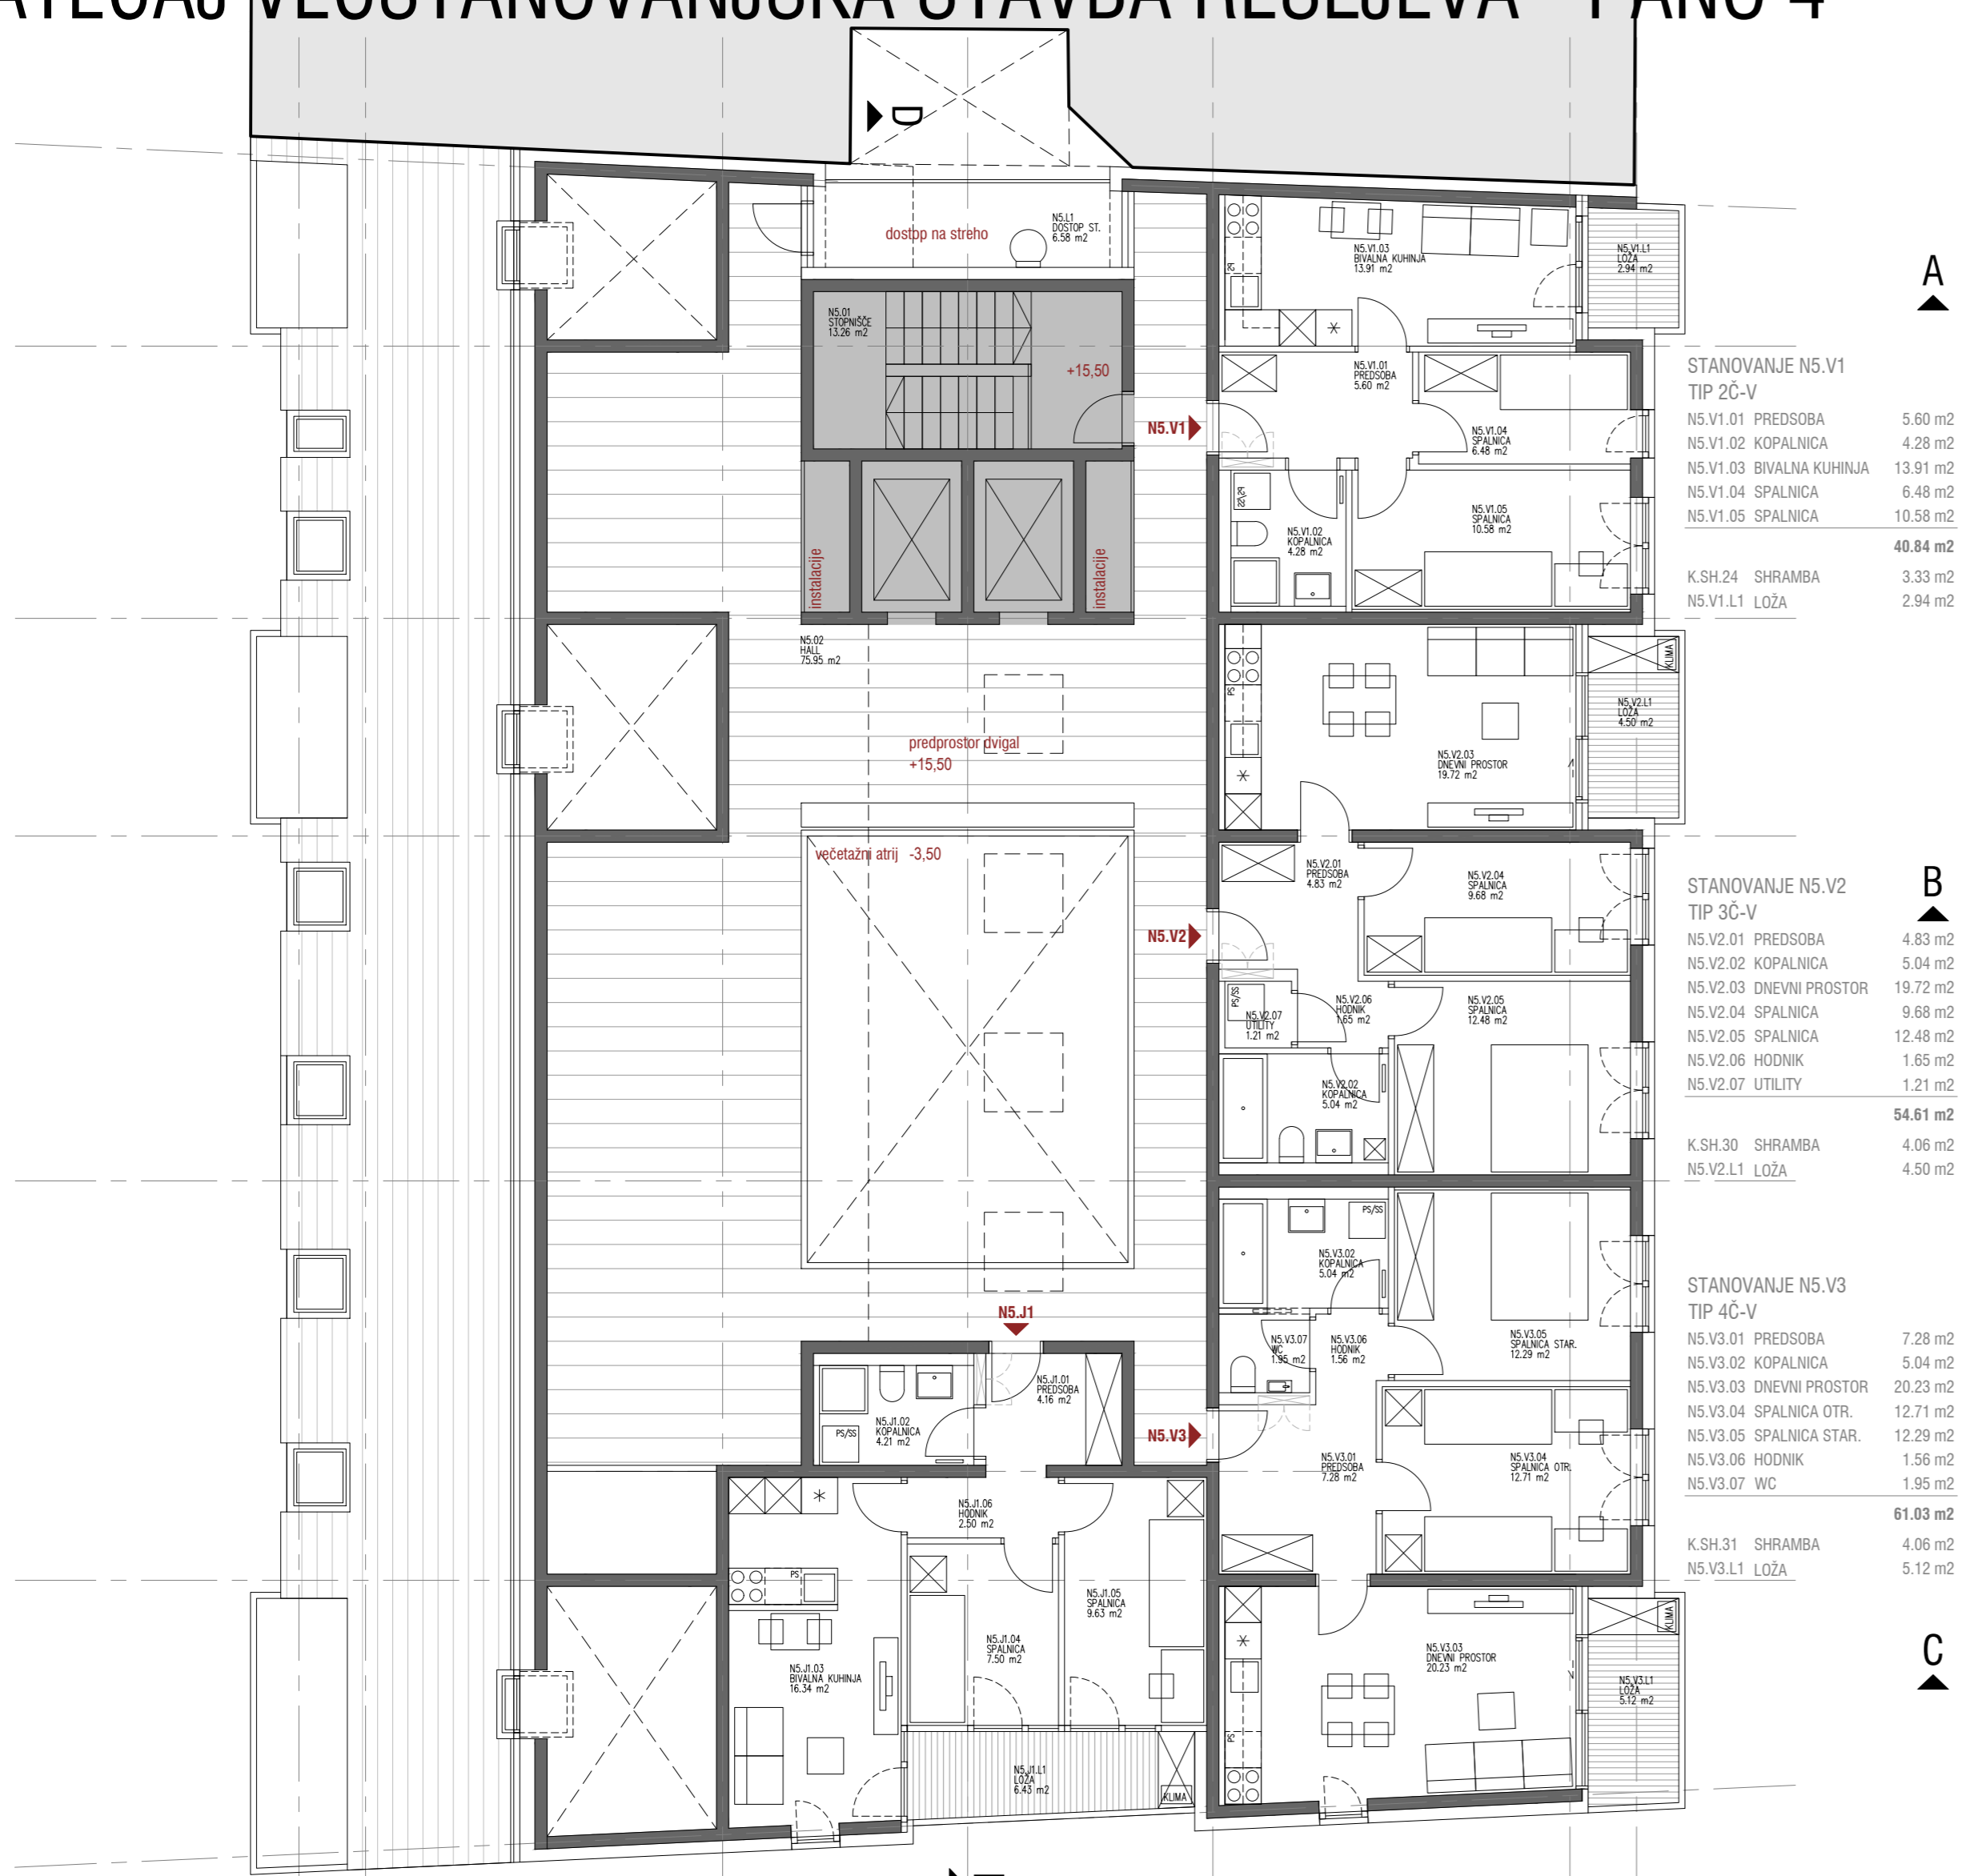 VEČSTANOVANJSKA STAVBA RESLJEVA - PANO 4
D
N5.L1
DOSTOP ST.
6.58 m2
dostop na streho
N5.01
STOPNIŠČE
13.26 m2
+15,50
instalacije
instalacije
N5.02
HALL
75.95 m2
predprostor dvigal
+15,50
večetažni atrij -3,50
N5.V1
N5.V1.03
BIVALNA KUHINJA
13.91 m2
PS
N5.V1.L1
LOŽA
2.94 m2
N5.V1.01
PREDSOBA
5.60 m2
N5.V1.04
SPALNICA
6.48 m2
N5.V1.05
SPALNICA
10.58 m2
PS/SS
N5.V1.02
KOPALNICA
4.28 m2
KLIMA
PS
N5.V2.L1
LOŽA
4.50 m2
N5.V2.03
DNEVNI PROSTOR
19.72 m2
N5.V2
N5.V2.01
PREDSOBA
4.83 m2
N5.V2.04
SPALNICA
9.68 m2
PS/SS
N5.V2.07
UTILITY
1.21 m2
N5.V2.06
HODNIK
1.65 m2
N5.V2.05
SPALNICA
12.48 m2
N5.V2.02
KOPALNICA
5.04 m2
PS/SS
N5.V3.02
KOPALNICA
5.04 m2
N5.V3.07
WC
1.95 m2
N5.V3.06
HODNIK
1.56 m2
N5.V3.05
SPALNICA STAR.
12.29 m2
N5.V3
N5.V3.01
PREDSOBA
7.28 m2
N5.V3.04
SPALNICA OTR.
12.71 m2
N5.V3.03
DNEVNI PROSTOR
20.23 m2
PS
KLIMA
N5.V3.L1
LOŽA
5.12 m2
N5.J1
N5.J1.01
PREDSOBA
4.16 m2
N5.J1.02
KOPALNICA
4.21 m2
PS/SS
N5.J1.06
HODNIK
2.50 m2
PS
N5.J1.05
SPALNICA
9.63 m2
N5.J1.04
SPALNICA
7.50 m2
N5.J1.03
BIVALNA KUHINJA
16.34 m2
N5.J1.L1
LOŽA
6.43 m2
KLIMA
A
STANOVANJE N5.V1
TIP 2Č-V
N5.V1.01 PREDSOBA 5.60 m2
N5.V1.02 KOPALNICA 4.28 m2
N5.V1.03 BIVALNA KUHINJA 13.91 m2
N5.V1.04 SPALNICA 6.48 m2
N5.V1.05 SPALNICA 10.58 m2
40.84 m2
K.SH.24 SHRAMBA 3.33 m2
N5.V1.L1 LOŽA 2.94 m2
B
STANOVANJE N5.V2
TIP 3Č-V
N5.V2.01 PREDSOBA 4.83 m2
N5.V2.02 KOPALNICA 5.04 m2
N5.V2.03 DNEVNI PROSTOR 19.72 m2
N5.V2.04 SPALNICA 9.68 m2
N5.V2.05 SPALNICA 12.48 m2
N5.V2.06 HODNIK 1.65 m2
N5.V2.07 UTILITY 1.21 m2
54.61 m2
K.SH.30 SHRAMBA 4.06 m2
N5.V2.L1 LOŽA 4.50 m2
STANOVANJE N5.V3
TIP 4Č-V
N5.V3.01 PREDSOBA 7.28 m2
N5.V3.02 KOPALNICA 5.04 m2
N5.V3.03 DNEVNI PROSTOR 20.23 m2
N5.V3.04 SPALNICA OTR. 12.71 m2
N5.V3.05 SPALNICA STAR. 12.29 m2
N5.V3.06 HODNIK 1.56 m2
N5.V3.07 WC 1.95 m2
61.03 m2
K.SH.31 SHRAMBA 4.06 m2
N5.V3.L1 LOŽA 5.12 m2
C